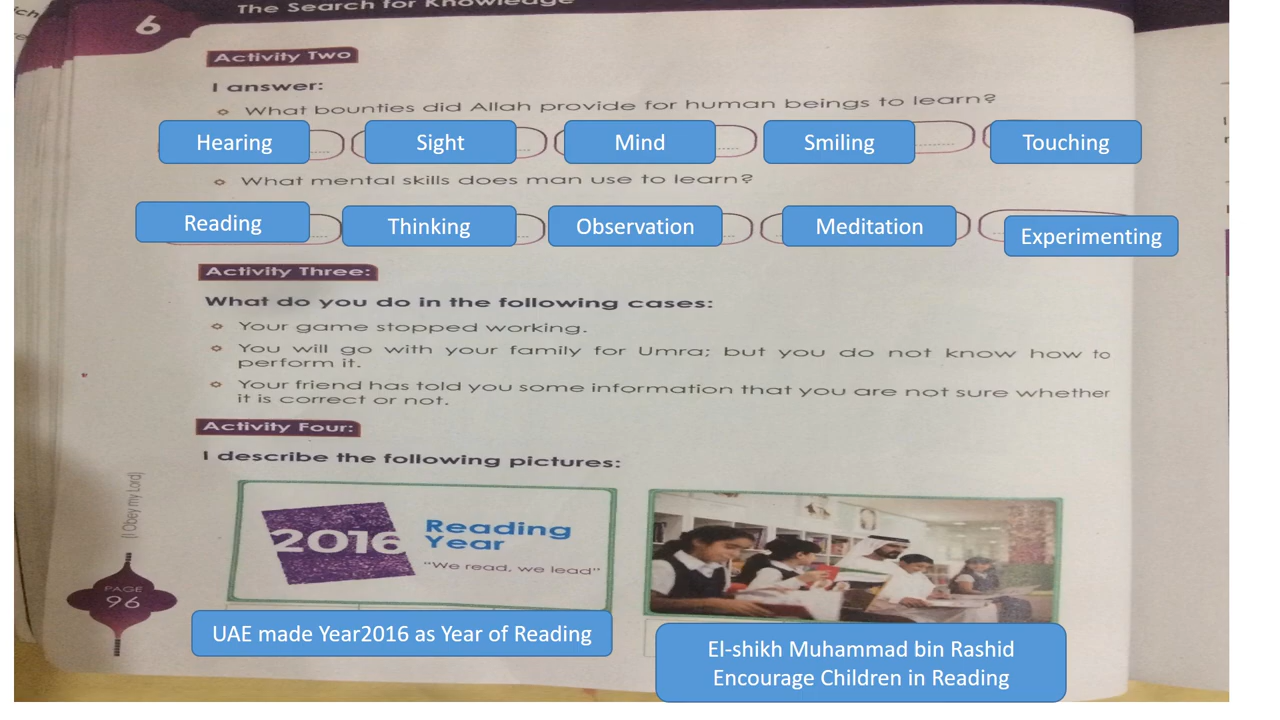 6
The Search for Knowledge
Activity Two
I answer:
What bounties did Allah provide for human beings to learn?
Hearing Sight Mind Smiling Touching
What mental skills does man use to learn?
Reading Thinking Observation Meditation Experimenting
Activity Three:
What do you do in the following cases:
Your game stopped working.
You will go with your family for Umra; but you do not know how to
perform it.
Your friend has told you some information that you are not sure whether
it is correct or not.
Activity Four:
I describe the following pictures:
2016 Reading
Year
"We read, we lead"
UAE made Year2016 as Year of Reading
El-shikh Muhammad bin Rashid
Encourage Children in Reading
(I Obey my Lord)
PAGE
96